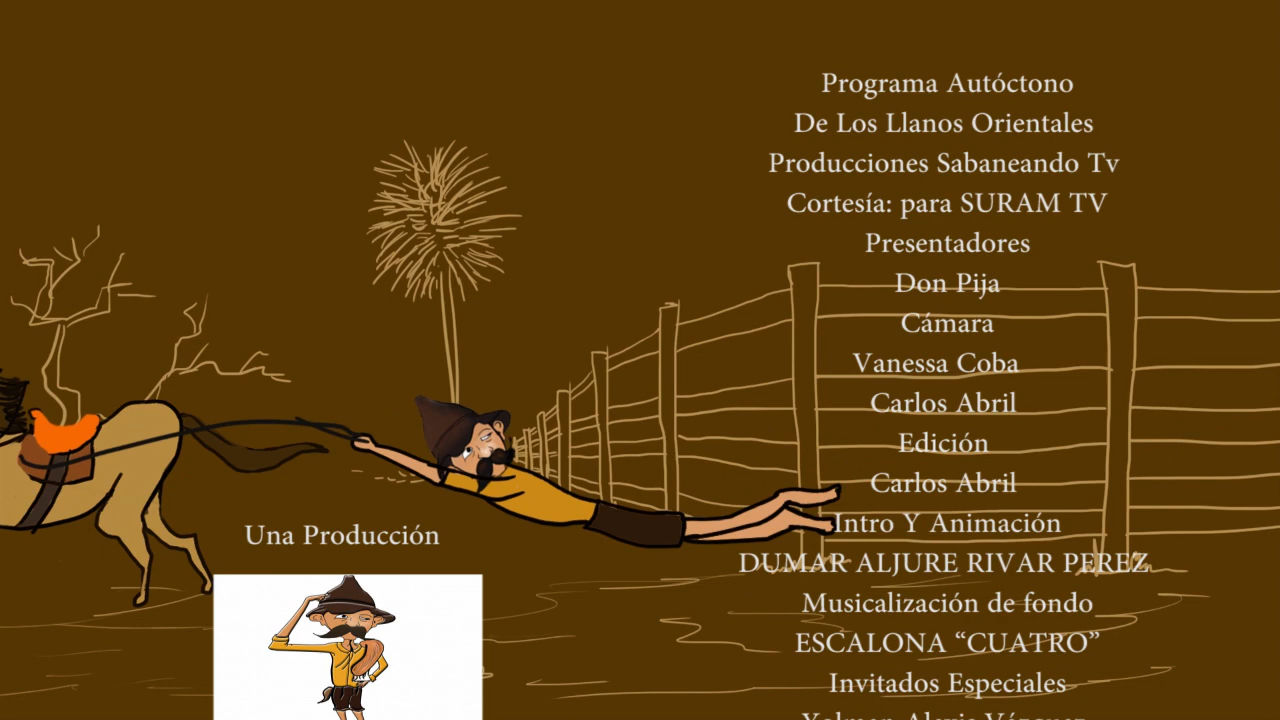 Programa Autóctono
De Los Llanos Orientales
Producciones Sabaneando Tv
Cortesía: para SURAM TV
Presentadores
Don Pija
Cámara
Vanessa Coba
Carlos Abril
Edición
Carlos Abril
Intro Y Animación
DUMAR ALJURE RIVAR PEREZ
Musicalización de fondo
ESCALONA “CUATRO”
Invitados Especiales
Una Producción